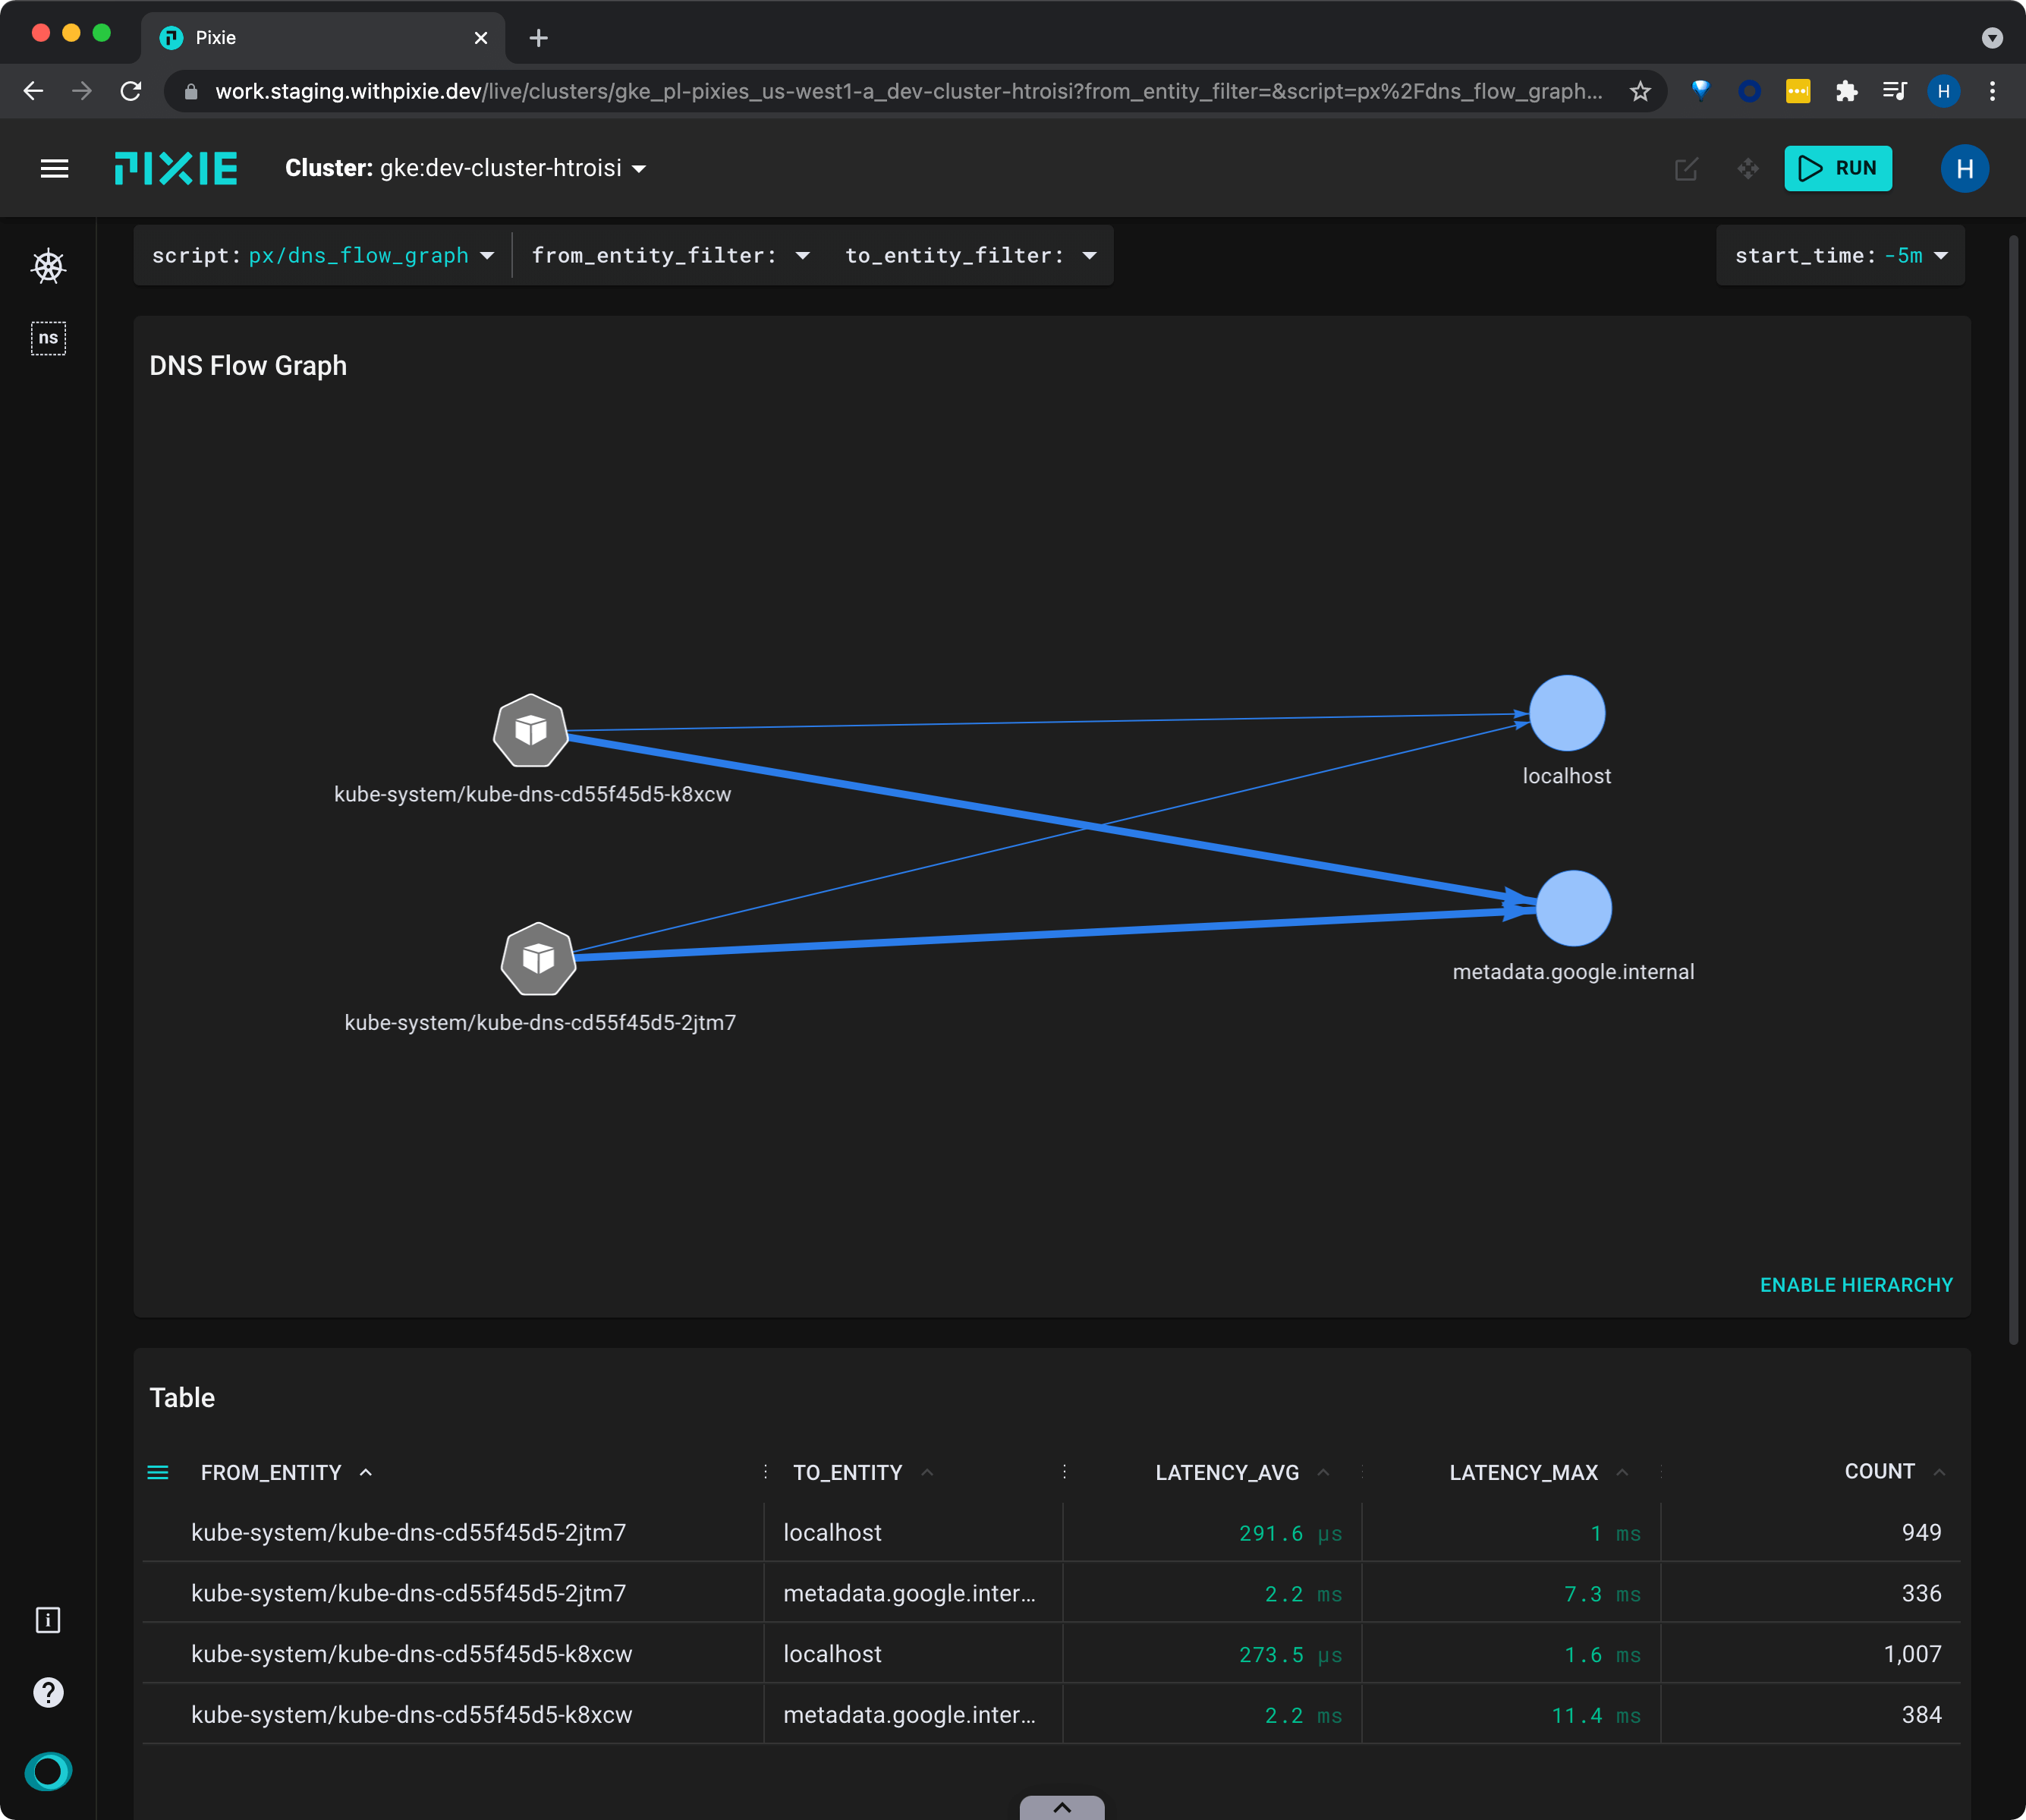 Pixie
work.staging.withpixie.dev/live/clusters/gke_pl-pixies_us-west1-a_dev-cluster-htroisi?from_entity_filter=&script=px%2Fdns_flow_graph... H
PIXIE Cluster: gke:dev-cluster-htroisi RUN H
script: px/dns_flow_graph from_entity_filter: to_entity_filter: start_time: -5m
ns
DNS Flow Graph
localhost
kube-system/kube-dns-cd55f45d5-k8xcw
metadata.google.internal
kube-system/kube-dns-cd55f45d5-2jtm7
ENABLE HIERARCHY
Table
FROM_ENTITY TO_ENTITY LATENCY_AVG LATENCY_MAX COUNT
kube-system/kube-dns-cd55f45d5-2jtm7 localhost 291.6 µs 1 ms 949
kube-system/kube-dns-cd55f45d5-2jtm7 metadata.google.inter... 2.2 ms 7.3 ms 336
kube-system/kube-dns-cd55f45d5-k8xcw localhost 273.5 µs 1.6 ms 1,007
kube-system/kube-dns-cd55f45d5-k8xcw metadata.google.inter... 2.2 ms 11.4 ms 384